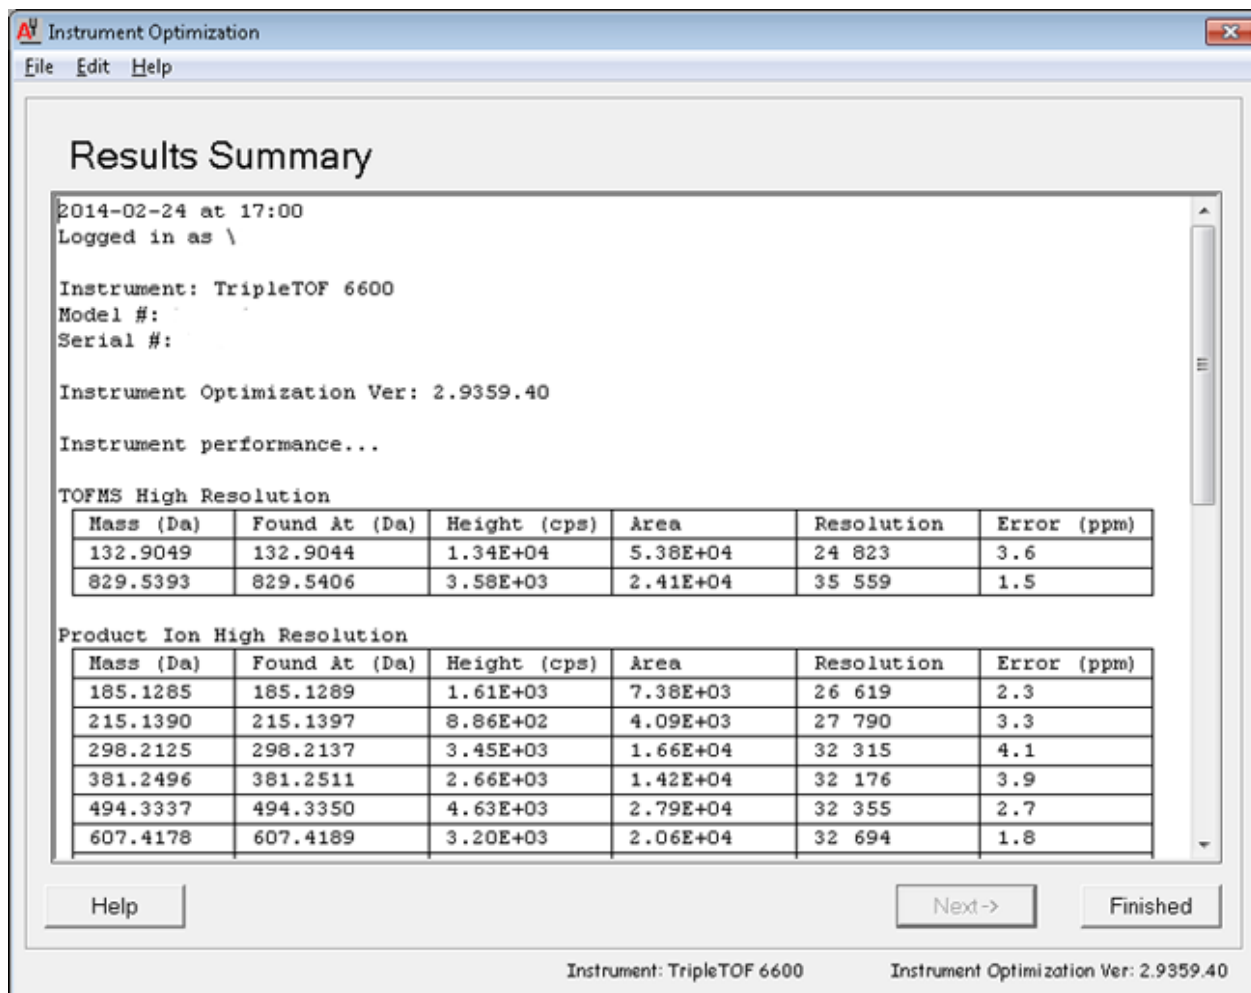 Instrument Optimization
File Edit Help
Results Summary
2014-02-24 at 17:00
Logged in as \
Instrument: TripleTOF 6600
Model #:
Serial #:
Instrument Optimization Ver: 2.9359.40
Instrument performance...
TOFMS High Resolution
Mass (Da) Found At (Da) Height (cps) Area Resolution Error (ppm)
132.9049 132.9044 1.34E+04 5.38E+04 24 823 3.6
829.5393 829.5406 3.58E+03 2.41E+04 35 559 1.5
Product Ion High Resolution
Mass (Da) Found At (Da) Height (cps) Area Resolution Error (ppm)
185.1285 185.1289 1.61E+03 7.38E+03 26 619 2.3
215.1390 215.1397 8.86E+02 4.09E+03 27 790 3.3
298.2125 298.2137 3.45E+03 1.66E+04 32 315 4.1
381.2496 381.2511 2.66E+03 1.42E+04 32 176 3.9
494.3337 494.3350 4.63E+03 2.79E+04 32 355 2.7
607.4178 607.4189 3.20E+03 2.06E+04 32 694 1.8
Help Next-> Finished
Instrument: TripleTOF 6600 Instrument Optimization Ver: 2.9359.40